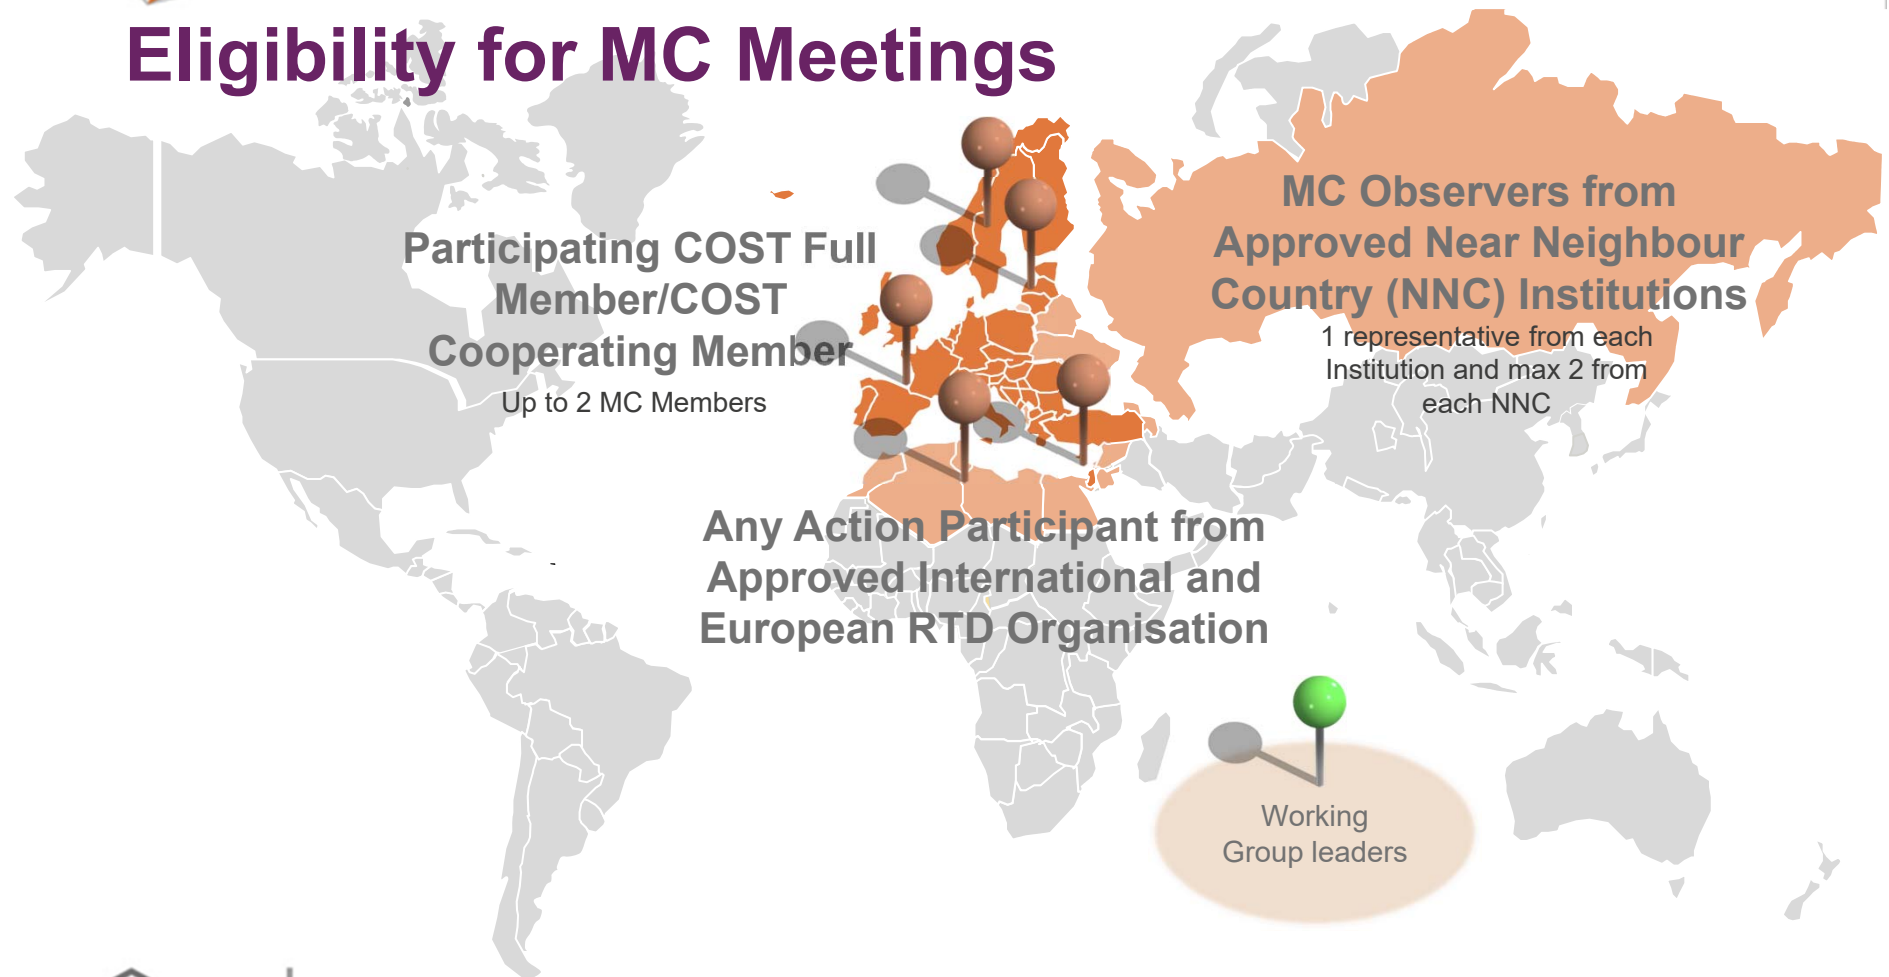 Eligibility for MC Meetings
Participating COST Full
Member/COST
Cooperating Member
Up to 2 MC Members
MC Observers from
Approved Near Neighbour
Country (NNC) Institutions
1 representative from each
Institution and max 2 from
each NNC
Any Action Participant from
Approved International and
European RTD Organisation
Working
Group leaders